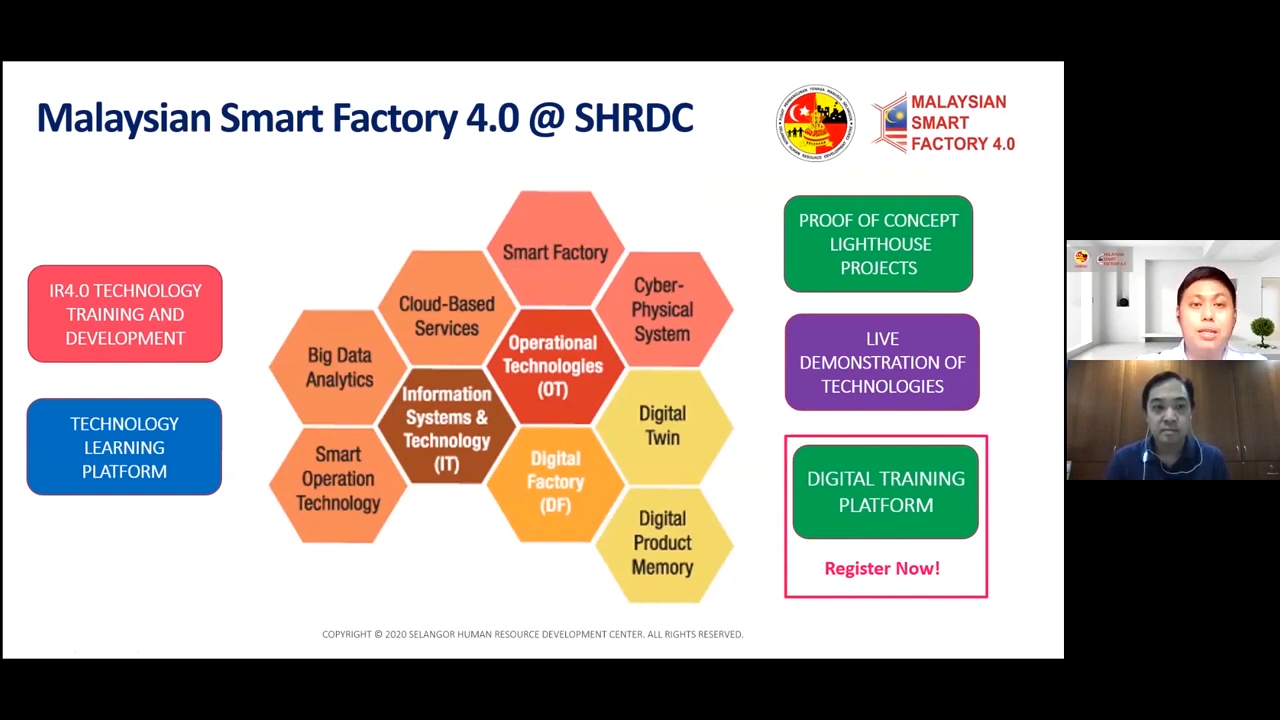 Malaysian Smart Factory 4.0 @ SHRDC
MALAYSIAN
SMART
FACTORY 4.0
IR4.0 TECHNOLOGY
TRAINING AND
DEVELOPMENT
TECHNOLOGY
LEARNING
PLATFORM
Smart Factory
Cloud-Based
Services
Cyber-
Physical
System
Big Data
Analytics
Operational
Technologies
(OT)
Information
Systems &
Technology
(IT)
Digital
Twin
Smart
Operation
Technology
Digital
Factory
(DF)
Digital
Product
Memory
PROOF OF CONCEPT
LIGHTHOUSE
PROJECTS
LIVE
DEMONSTRATION OF
TECHNOLOGIES
DIGITAL TRAINING
PLATFORM
Register Now!
COPYRIGHT © 2020 SELANGOR HUMAN RESOURCE DEVELOPMENT CENTER. ALL RIGHTS RESERVED.